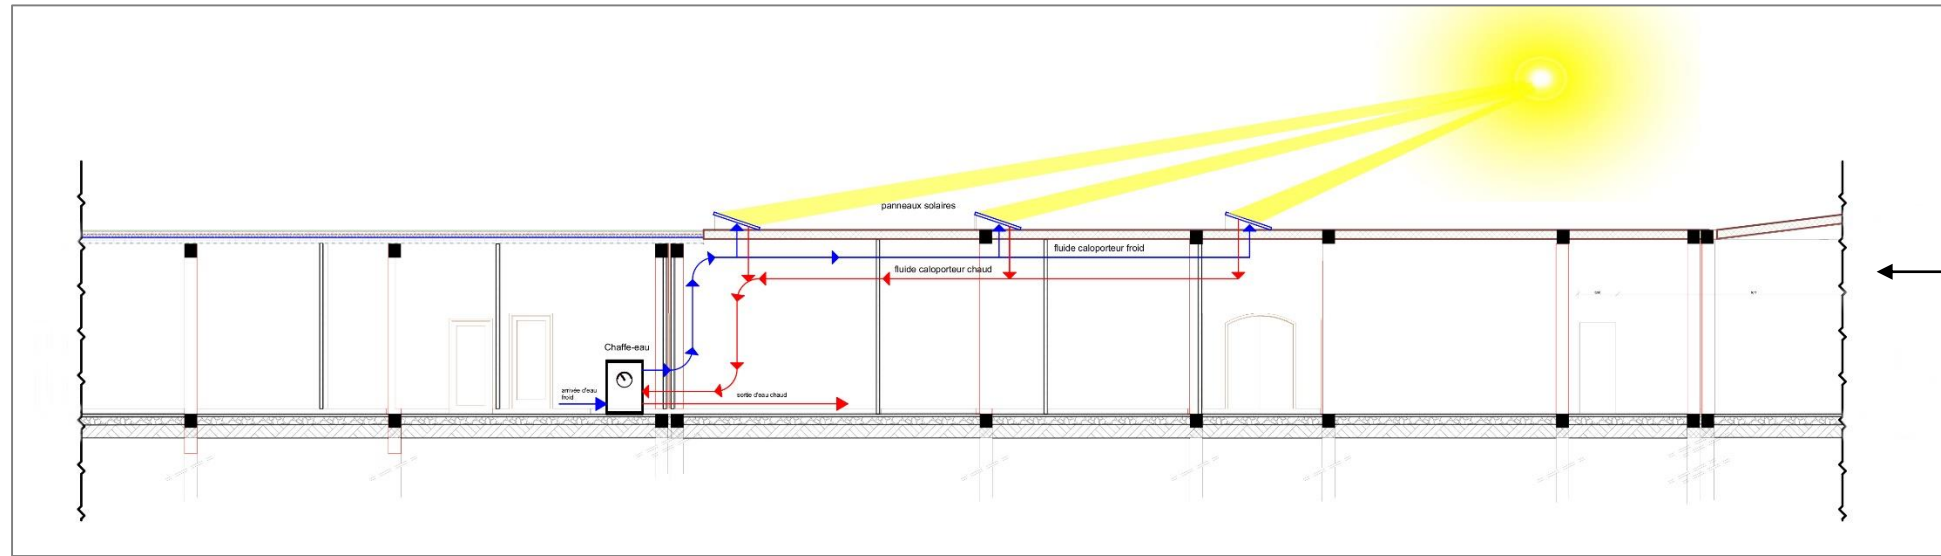 panneaux solaires
fluide caloporteur froid
fluide caloporteur chaud
Chaffe-eau
arrivée d'eau
froid
sortie d'eau chaud